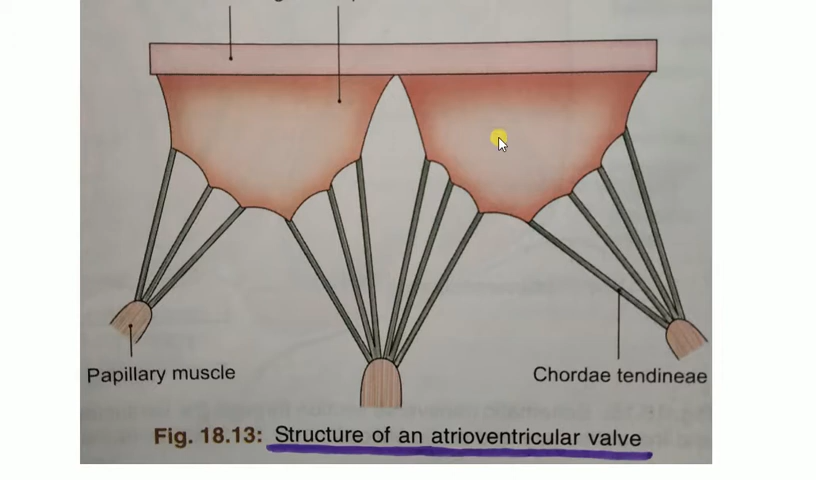 Papillary muscle
Chordae tendineae
Fig. 18.13: Structure of an atrioventricular valve